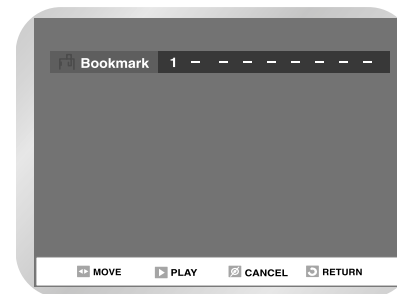 Bookmark 1 – – – – – – – –
MOVE PLAY CANCEL RETURN